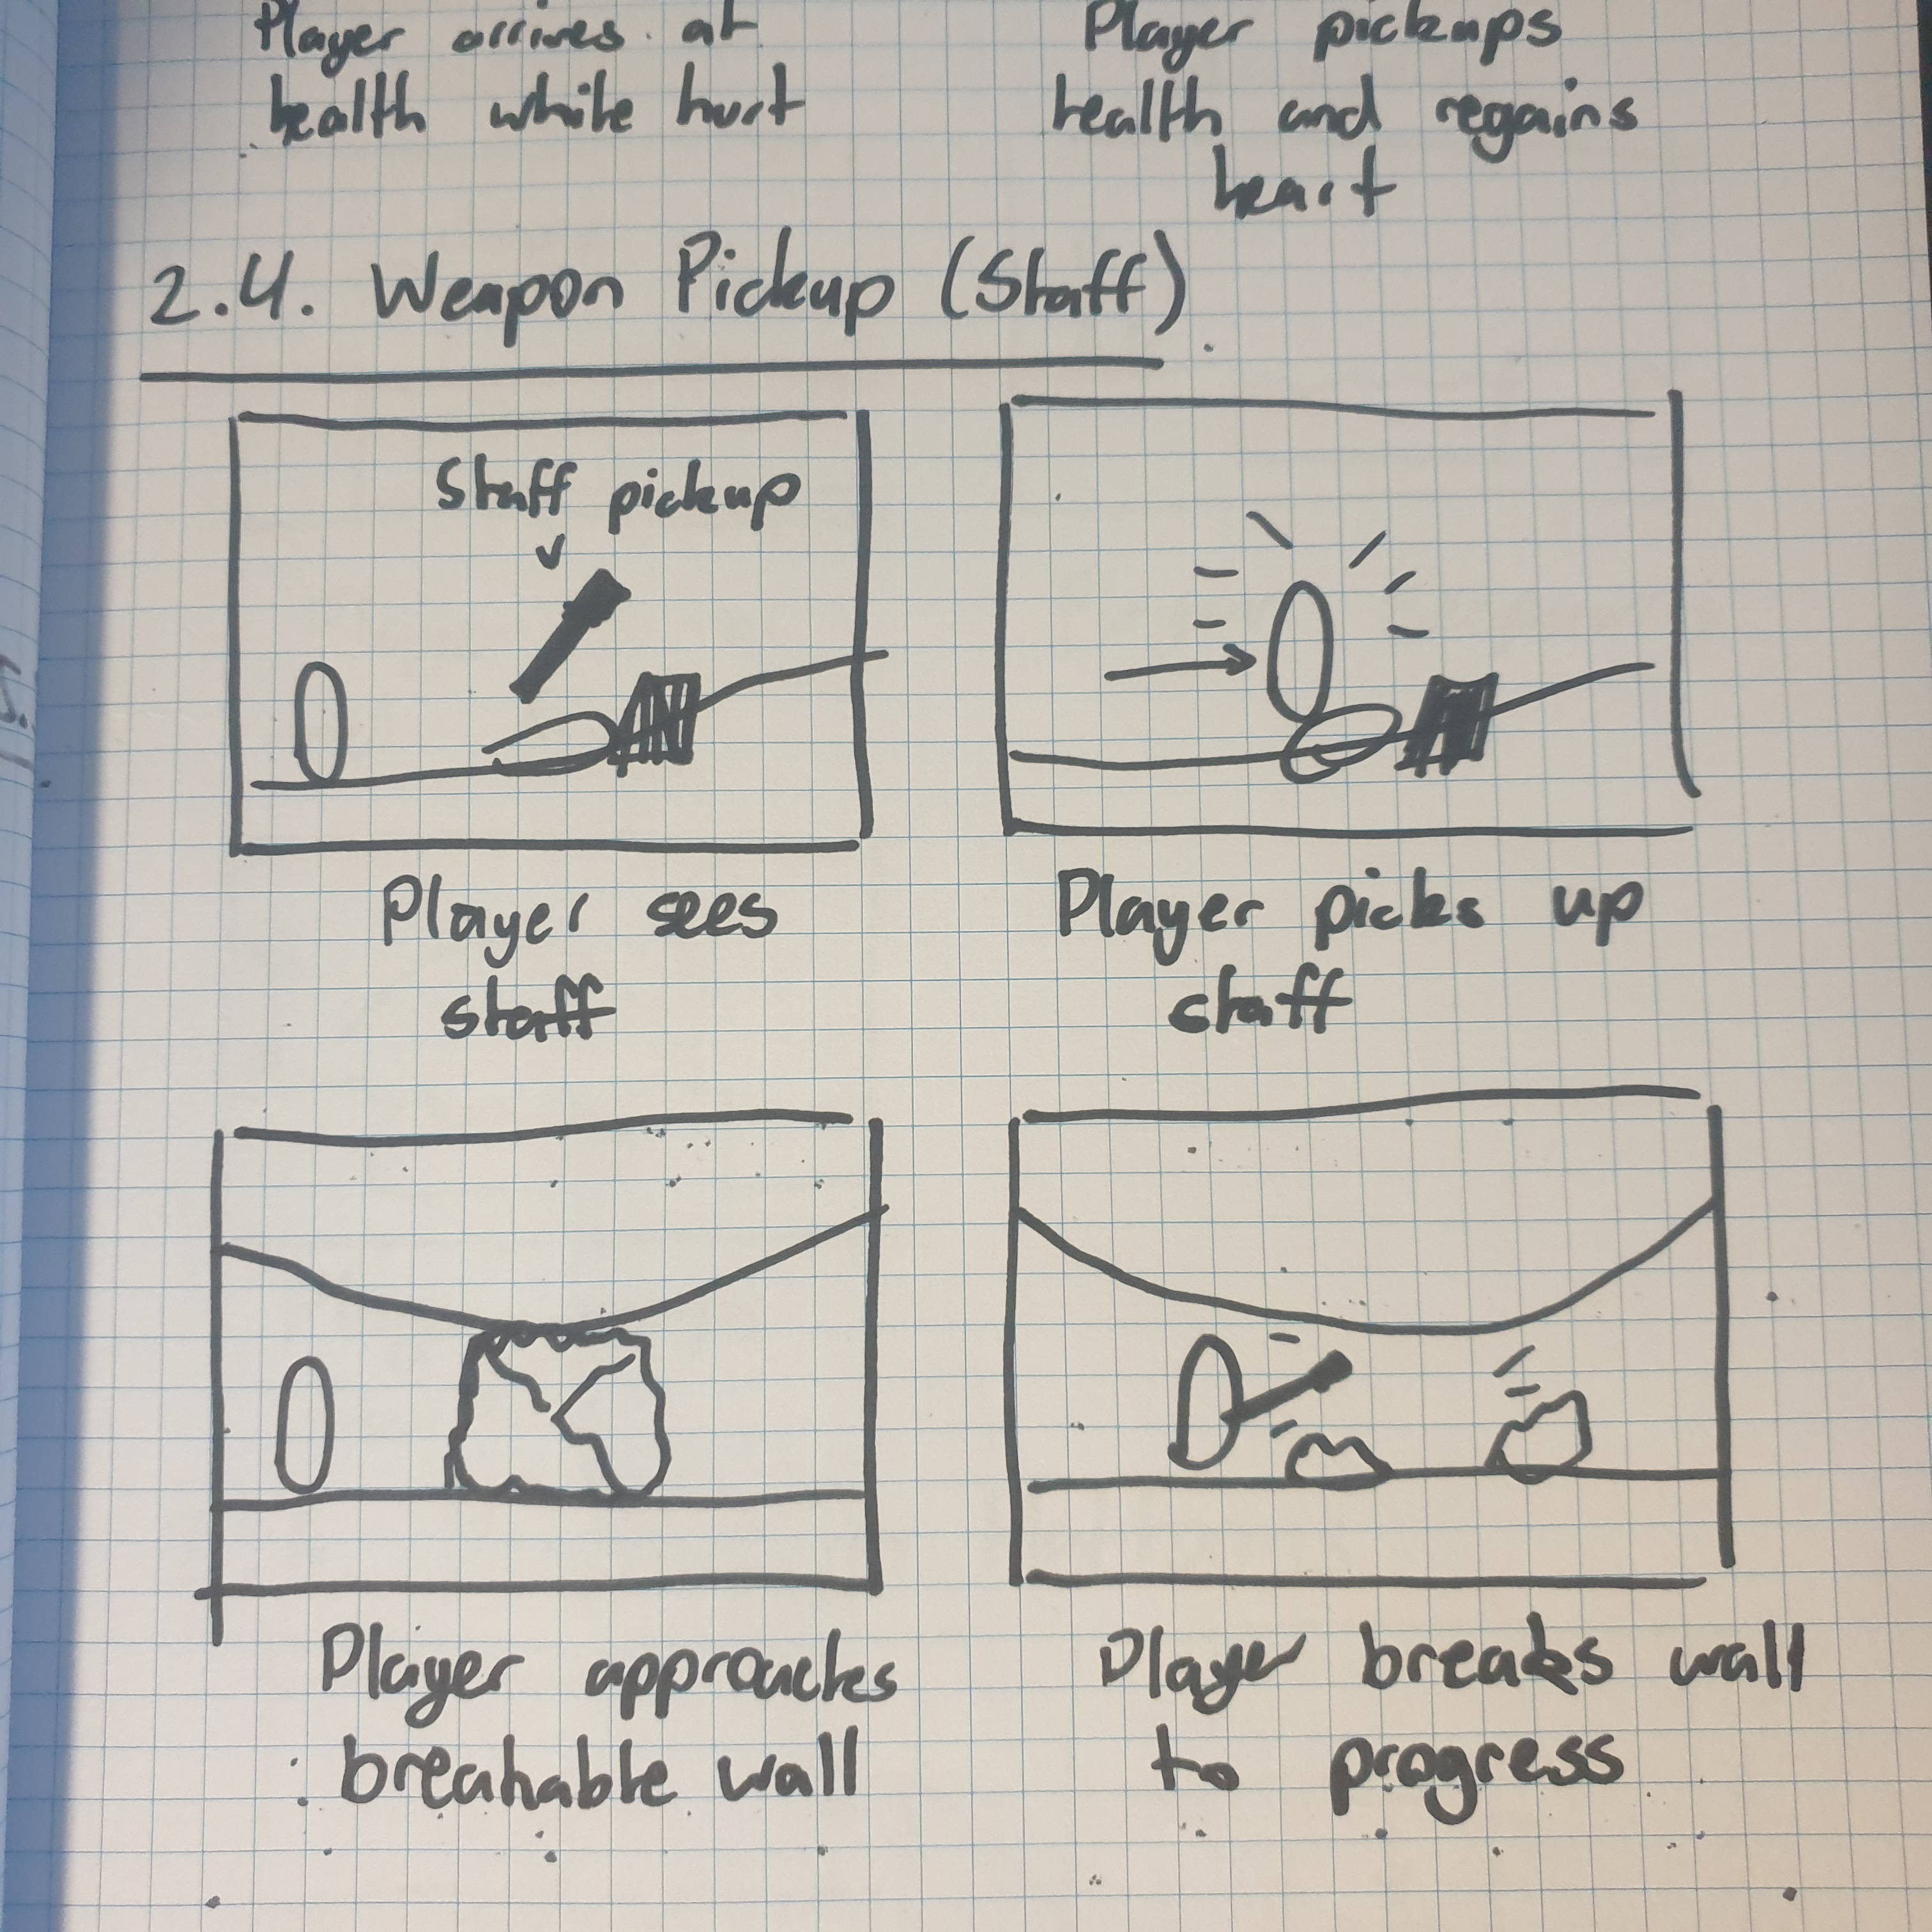 Player arrives at
health while hurt
Player pickups
health and regains
heart
2.4. Weapon Pickup (Staff)
Staff pickup
Player sees
staff
Player picks up
staff
Player approaches
breakable wall
Player breaks wall
to progress